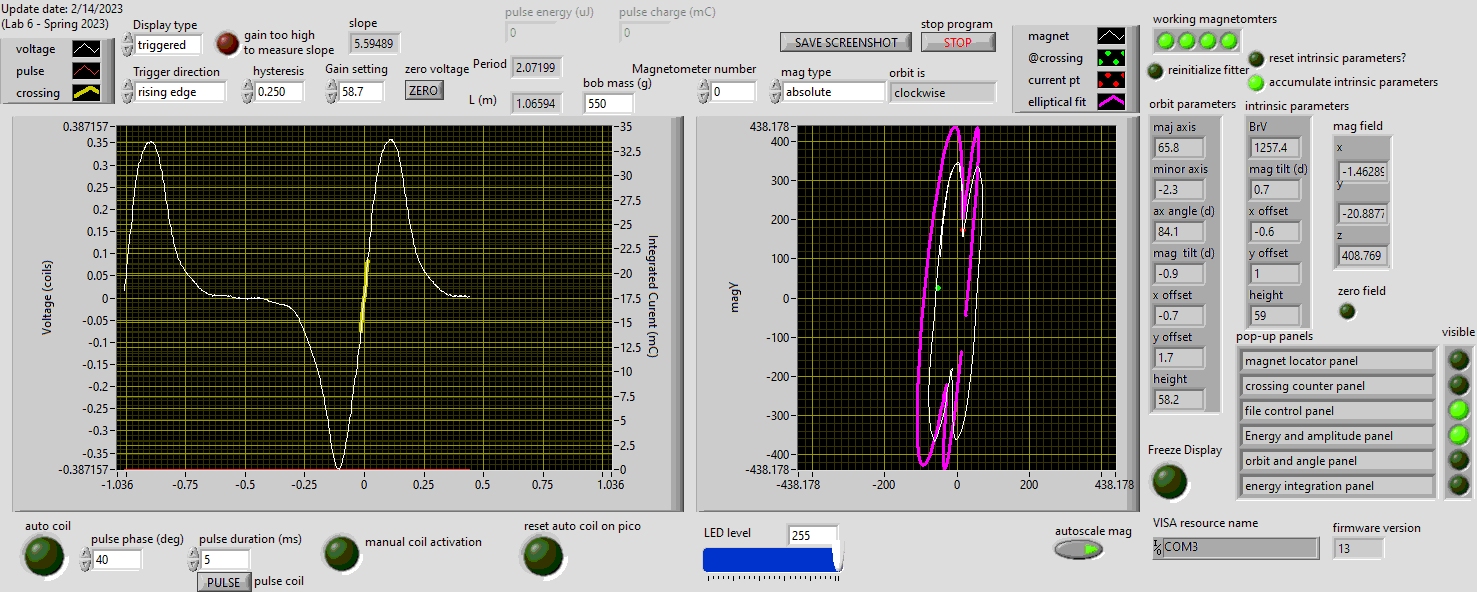 Update date: 2/14/2023
(Lab 6 - Spring 2023)
voltage
pulse
crossing
Display type
triggered
gain too high
to measure slope
slope
5.59489
Trigger direction
rising edge
hysteresis
0.250
Gain setting
58.7
zero voltage
ZERO
pulse energy (uJ)
0
pulse charge (mC)
0
Period
2.07199
L (m)
1.06594
bob mass (g)
550
SAVE SCREENSHOT
stop program
STOP
Magnetometer number
0
mag type
absolute
orbit is
clockwise
magnet
@crossing
current pt
elliptical fit
working magnetomters
reinitialize fitter
reset intrinsic parameters?
accumulate intrinsic parameters
orbit parameters
maj axis
65.8
minor axis
-2.3
ax angle (d)
84.1
mag tilt (d)
-0.9
x offset
-0.7
y offset
1.7
height
58.2
intrinsic parameters
BrV
1257.4
mag tilt (d)
0.7
x offset
-0.6
y offset
1
height
59
mag field
x
-1.46289
y
-20.8877
z
408.769
zero field
Voltage (coils)
0.387157
0.35
0.3
0.25
0.2
0.15
0.1
0.05
0
-0.05
-0.1
-0.15
-0.2
-0.25
-0.3
-0.35
-0.387157
-1.036
-0.75
-0.5
-0.25
0
0.25
0.5
0.75
1.036
35
32.5
30
27.5
25
22.5
20
17.5
15
12.5
10
7.5
5
2.5
0
Integrated Current (mC)
magY
438.178
400
300
200
100
0
-100
-200
-300
-400
-438.178
-438.178
-200
0
200
438.178
pop-up panels
visible
magnet locator panel
crossing counter panel
file control panel
Energy and amplitude panel
orbit and angle panel
energy integration panel
Freeze Display
auto coil
pulse phase (deg)
40
pulse duration (ms)
5
PULSE
pulse coil
manual coil activation
reset auto coil on pico
LED level
255
autoscale mag
VISA resource name
COM3
firmware version
13